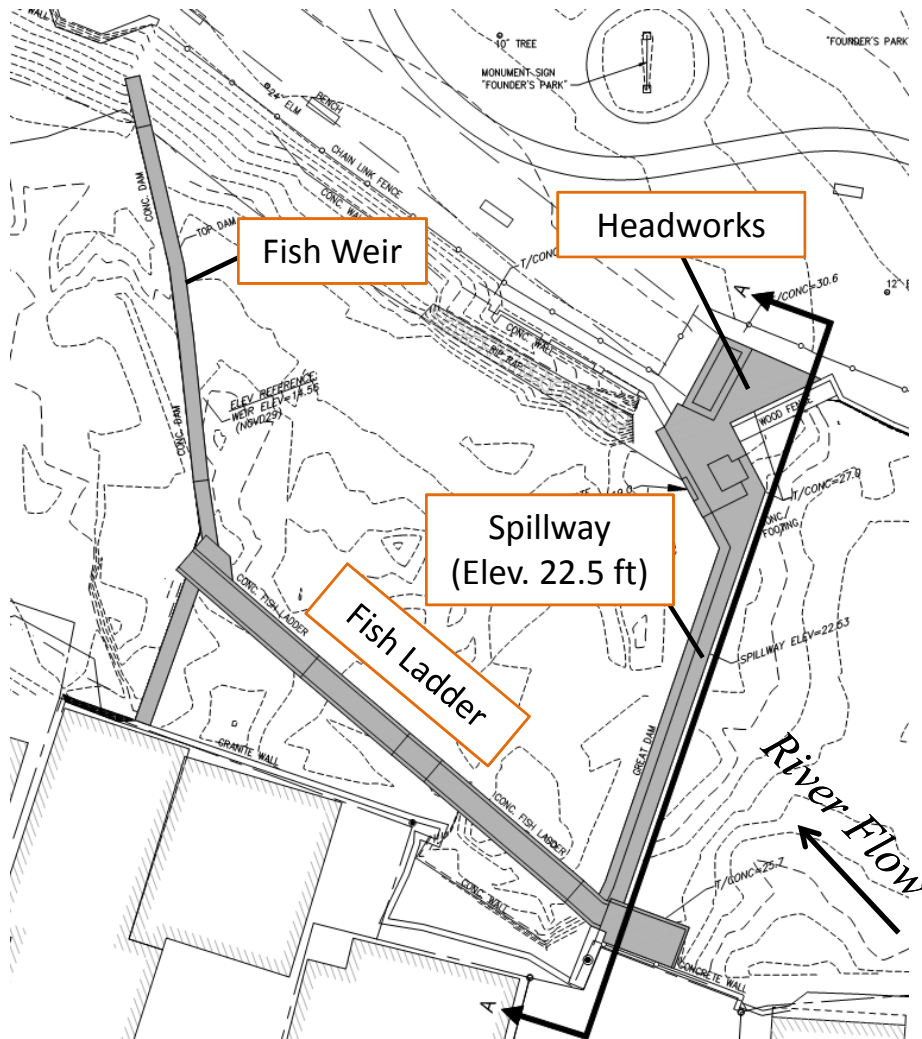 WALL
10" TREE
"FOUNDER'S PARK"
MONUMENT SIGN
"FOUNDER'S PARK"
24" ELM
BENCH
CHAIN LINK FENCE
CONC. DAM
TOP DAM
Fish Weir
Headworks
T/CONC=30.6
12"
A
CONC WALL
RIP RAP
ELEV REFERENCE:
WEIR ELEV=14.56
(NGVD29)
CONC. DAM
WOOD FENCE
T/CONC=27.0
CONC.
FOOTING
Spillway
(Elev. 22.5 ft)
CONC. FISH LADDER
Fish Ladder
SPILLWAY ELEV=22.53
GREAT DAM
River Flow
GRANITE WALL
CONC. FISH LADDER
T/CONC=25.7
CONC WALL
CONCRETE WALL
A